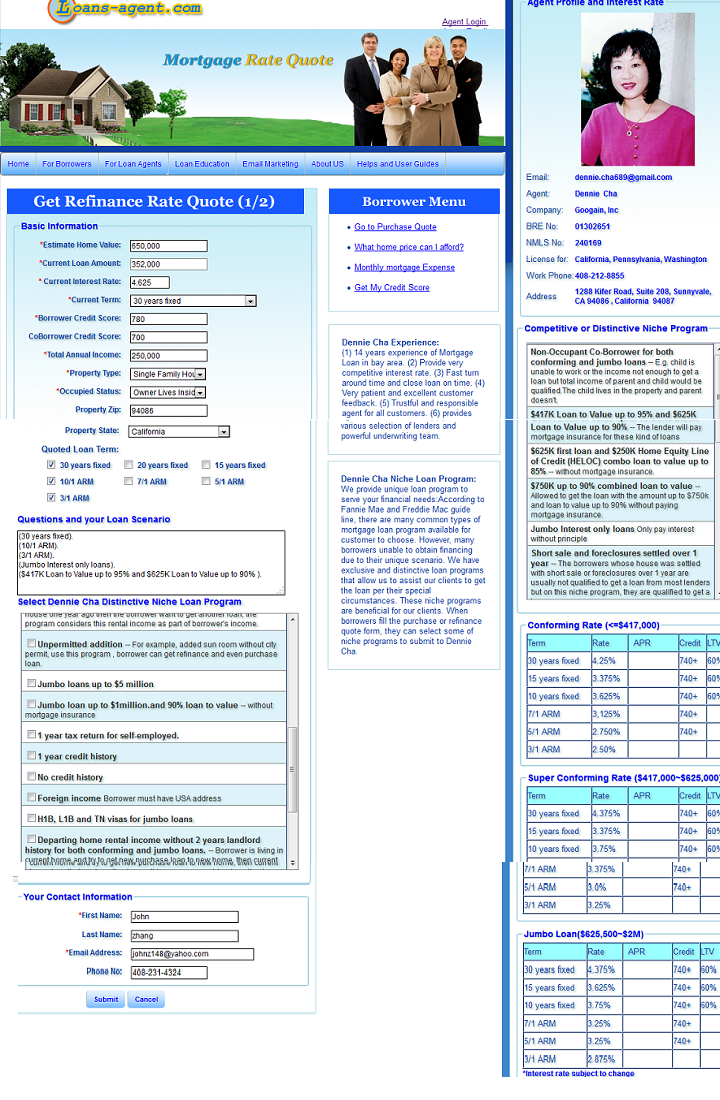 Loans-agent.com
Agent Login
Mortgage Rate Quote
Home
For Borrowers
For Loan Agents
Loan Education
Email Marketing
About US
Helps and User Guides
Get Refinance Rate Quote (1/2)
Basic Information
*Estimate Home Value: 650,000
*Current Loan Amount: 352,000
* Current Interest Rate: 4.625
*Current Term: 30 years fixed
*Borrower Credit Score: 780
CoBorrower Credit Score: 700
*Total Annual Income: 250,000
*Property Type: Single Family Hou
*Occupied Status: Owner Lives Insid
Property Zip: 94086
Property State: California
Quoted Loan Term:
30 years fixed 20 years fixed 15 years fixed
10/1 ARM 7/1 ARM 5/1 ARM
3/1 ARM
Questions and your Loan Scenario
(30 years fixed).
(10/1 ARM).
(3/1 ARM).
(Jumbo Interest only loans).
($417K Loan to Value up to 95% and $625K Loan to Value up to 90% ).
Select Dennie Cha Distinctive Niche Loan Program
house one year ago then the borrower want to get another loan, the
program considers this rental income as part of borrower's income.
Unpermitted addition -- For example, added sun room without city
permit, use this program , borrower can get refinance and even purchase
loan.
Jumbo loans up to $5 million
Jumbo loan up to $1million.and 90% loan to value -- without
mortgage insurance
1 year tax return for self-employed.
1 year credit history
No credit history
Foreign income Borrower must have USA address
H1B, L1B and TN visas for jumbo loans
Departing home rental income without 2 years landlord
history for both conforming and jumbo loans. -- Borrower is living in
current home and try to get new purchase loan to new home, then current
Your Contact Information
*First Name: John
Last Name: zhang
*Email Address: johnz148@yahoo.com
Phone No: 408-231-4324
Submit Cancel
Borrower Menu
Go to Purchase Quote
What home price can I afford?
Monthly mortgage Expense
Get My Credit Score
Dennie Cha Experience:
(1) 14 years experience of Mortgage
Loan in bay area. (2) Provide very
competitive interest rate. (3) Fast turn
around time and close loan on time. (4)
Very patient and excellent customer
feedback. (5) Trustful and responsible
agent for all customers. (6) provides
various selection of lenders and
powerful underwriting team.
Dennie Cha Niche Loan Program:
We provide unique loan program to
serve your financial needs:According to
Fannie Mae and Freddie Mac guide
line, there are many common types of
mortgage loan program available for
customer to choose. However, many
borrowers unable to obtain financing
due to their unique scenario. We have
exclusive and distinctive loan programs
that allow us to assist our clients to get
the loan per their special
circumstances. These niche programs
are beneficial for our clients. When
borrowers fill the purchase or refinance
quote form, they can select some of
niche programs to submit to Dennie
Cha.
Agent Profile and Interest Rate
Email: dennie.cha689@gmail.com
Agent: Dennie Cha
Company: Googain, Inc
BRE No: 01302651
NMLS No: 240169
License for: California, Pennsylvania, Washington
Work Phone: 408-212-8855
Address 1288 Kifer Road, Suite 208, Sunnyvale,
CA 94086 , California 94087
Competitive or Distinctive Niche Program
Non-Occupant Co-Borrower for both
conforming and jumbo loans -- E.g. child is
unable to work or the income not enough to get a
loan but total income of parent and child would be
qualified.The child lives in the property and parent
doesn't.
$417K Loan to Value up to 95% and $625K
Loan to Value up to 90% -- The lender will pay
mortgage insurance for these kind of loans
$625K first loan and $250K Home Equity Line
of Credit (HELOC) combo loan to value up to
85% -- without mortgage insurance.
$750K up to 90% combined loan to value --
Allowed to get the loan with the amount up to $750k
and loan to value up to 90% without paying
mortgage insurance.
Jumbo Interest only loans Only pay interest
without principle
Short sale and foreclosures settled over 1
year -- The borrowers whose house was settled
with short sale or foreclosures over 1 year are
usually not qualified to get a loan from most lenders
but on this niche program, they are qualified to get a
Conforming Rate (<=$417,000)
Term Rate APR Credit LTV
30 years fixed 4.25% 740+ 60%
15 years fixed 3.375% 740+ 60%
10 years fixed 3.625% 740+ 60%
7/1 ARM 3,125% 740+
5/1 ARM 2.750% 740+
3/1 ARM 2.50%
Super Conforming Rate ($417,000~$625,000)
Term Rate APR Credit LTV
30 years fixed 4.375% 740+ 60%
15 years fixed 3.375% 740+ 60%
10 years fixed 3.75% 740+ 60%
7/1 ARM 3.375% 740+
5/1 ARM 3.0% 740+
3/1 ARM 3.25%
Jumbo Loan($625,500~$2M)
Term Rate APR Credit LTV
30 years fixed 4.375% 740+ 60%
15 years fixed 3.625% 740+ 60%
10 years fixed 3.75% 740+ 60%
7/1 ARM 3.25% 740+
5/1 ARM 3.25% 740+
3/1 ARM 2.875%
*Interest rate subject to change